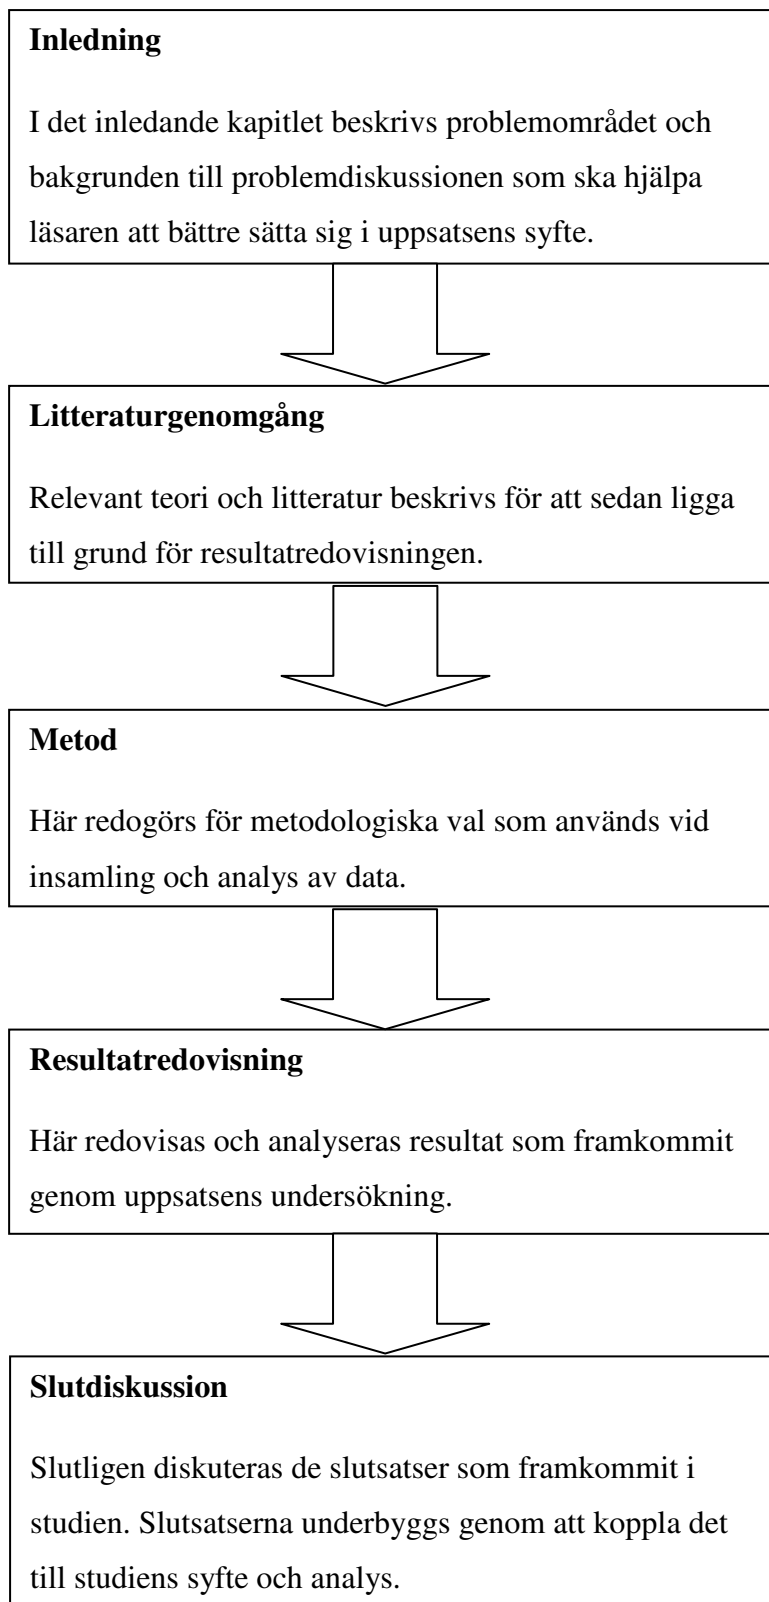 Inledning
I det inledande kapitlet beskrivs problemområdet och
bakgrunden till problemdiskussionen som ska hjälpa
läsaren att bättre sätta sig i uppsatsens syfte.
Litteraturgenomgång
Relevant teori och litteratur beskrivs för att sedan ligga
till grund för resultatredovisningen.
Metod
Här redogörs för metodologiska val som används vid
insamling och analys av data.
Resultatredovisning
Här redovisas och analyseras resultat som framkommit
genom uppsatsens undersökning.
Slutdiskussion
Slutligen diskuteras de slutsatser som framkommit i
studien. Slutsatserna underbyggs genom att koppla det
till studiens syfte och analys.